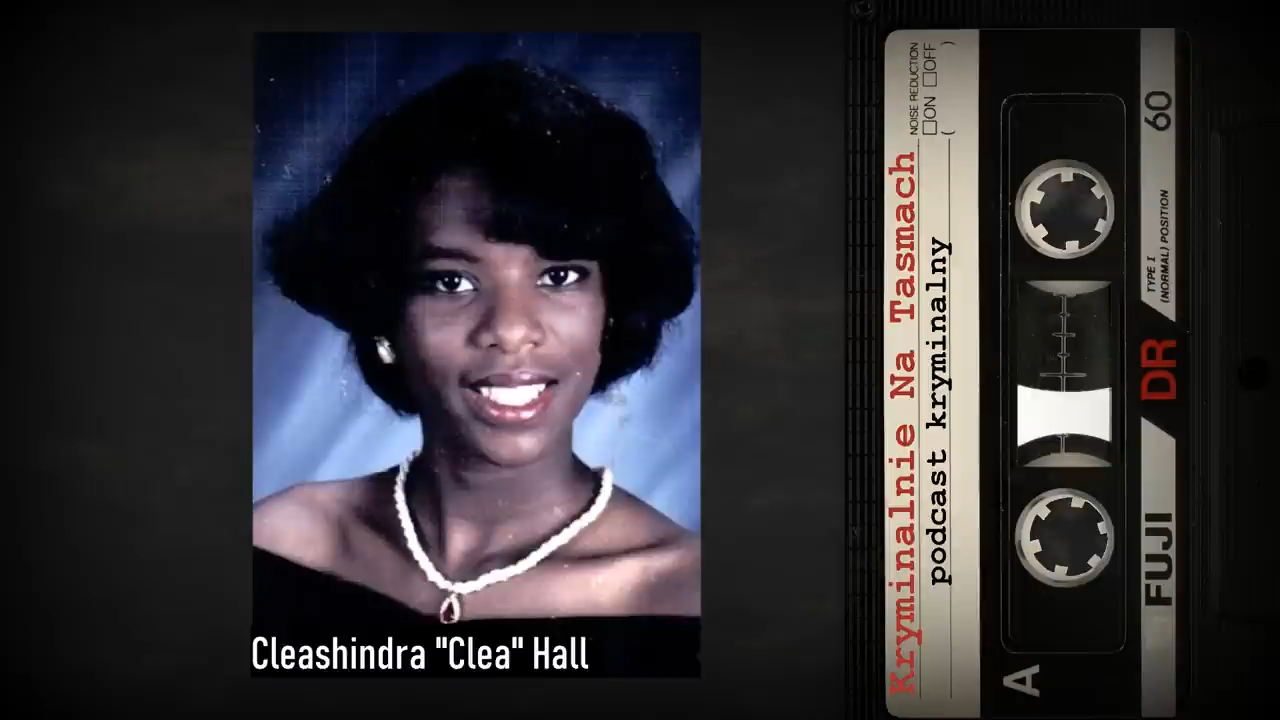 Cleashindra "Clea" Hall
Kryminalnie Na Tasmach
podcast kryminalny
NOISE REDUCTION
☐ON ☐OFF
( )
A
FUJI
DR
TYPE I
(NORMAL) POSITION
60